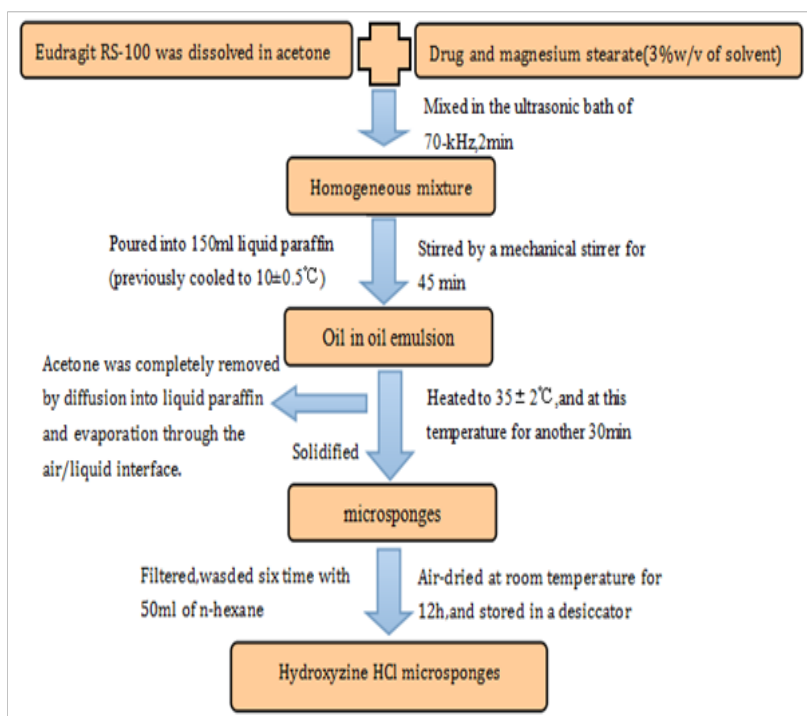 Eudragit RS-100 was dissolved in acetone
Drug and magnesium stearate(3%w/v of solvent)
Mixed in the ultrasonic bath of
70-kHz,2min
Homogeneous mixture
Poured into 150ml liquid paraffin
(previously cooled to 10±0.5℃)
Stirred by a mechanical stirrer for
45 min
Oil in oil emulsion
Acetone was completely removed
by diffusion into liquid paraffin
and evaporation through the
air/liquid interface.
Heated to 35± 2℃,and at this
temperature for another 30min
Solidified
microsponges
Filtered,wasded six time with
50ml of n-hexane
Air-dried at room temperature for
12h,and stored in a desiccator
Hydroxyzine HCl microsponges